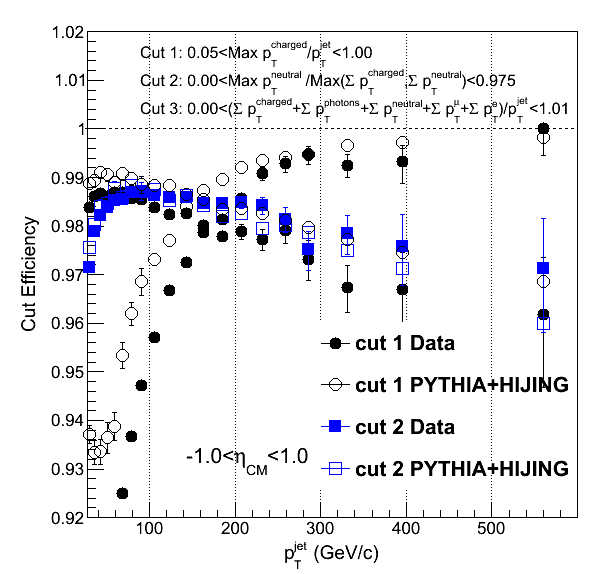 1.02
1.01
1
0.99
0.98
0.97
0.96
0.95
0.94
0.93
0.92
Cut Efficiency
Cut 1: 0.05<Max p_T^charged/p_T^jet<1.00
Cut 2: 0.00<Max p_T^neutral/Max(Σ p_T^charged,Σ p_T^neutral)<0.975
Cut 3: 0.00<(Σ p_T^charged+Σ p_T^photons+Σ p_T^neutral+Σ p_T^μ+Σ p_T^e)/p_T^jet<1.01
cut 1 Data
cut 1 PYTHIA+HIJING
cut 2 Data
cut 2 PYTHIA+HIJING
-1.0<η_CM<1.0
100 200 300 400 500
p_T^jet (GeV/c)